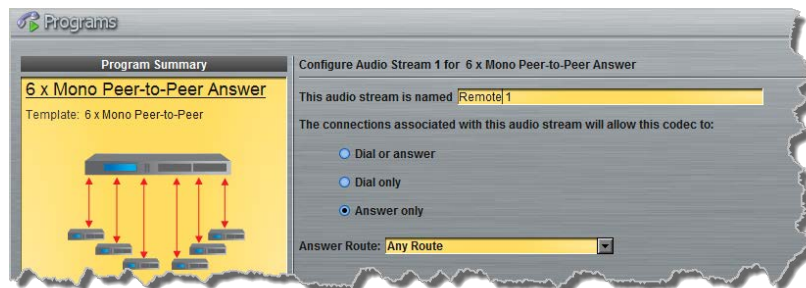 Programs
Program Summary
6 x Mono Peer-to-Peer Answer
Template: 6 x Mono Peer-to-Peer
Configure Audio Stream 1 for 6 x Mono Peer-to-Peer Answer
This audio stream is named Remote 1
The connections associated with this audio stream will allow this codec to:
Dial or answer
Dial only
Answer only
Answer Route: Any Route